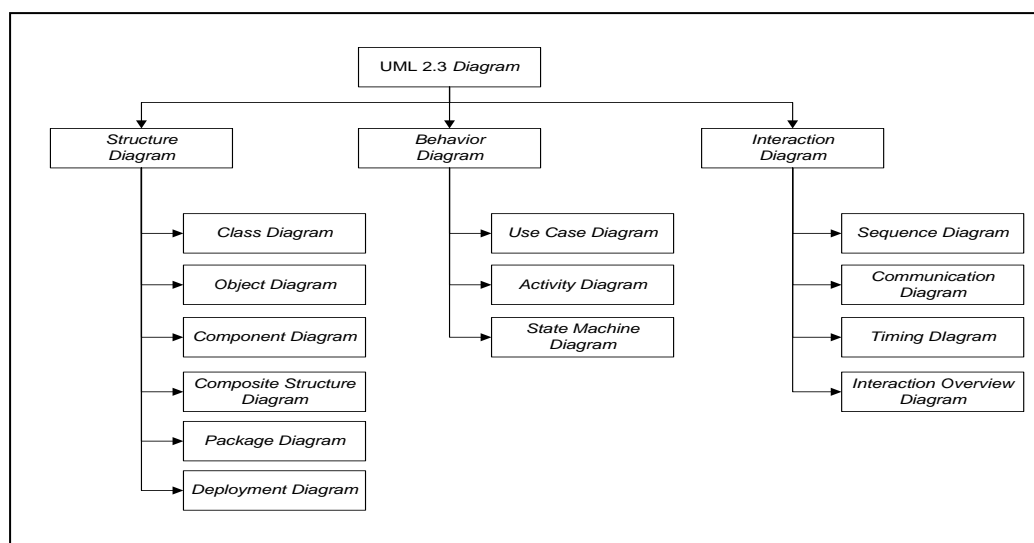 UML 2.3 Diagram
Structure
Diagram
Behavior
Diagram
Interaction
Diagram
Class Diagram
Object Diagram
Component Diagram
Composite Structure
Diagram
Package Diagram
Deployment Diagram
Use Case Diagram
Activity Diagram
State Machine
Diagram
Sequence Diagram
Communication
Diagram
Timing DIagram
Interaction Overview
Diagram